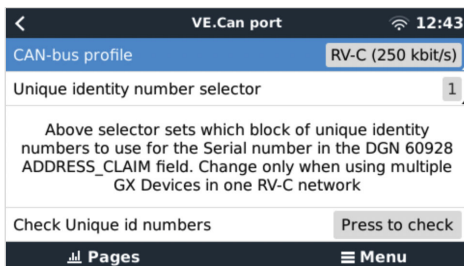 VE.Can port 12:43
CAN-bus profile RV-C (250 kbit/s)
Unique identity number selector 1
Above selector sets which block of unique identity
numbers to use for the Serial number in the DGN 60928
ADDRESS_CLAIM field. Change only when using multiple
GX Devices in one RV-C network
Check Unique id numbers Press to check
Pages Menu